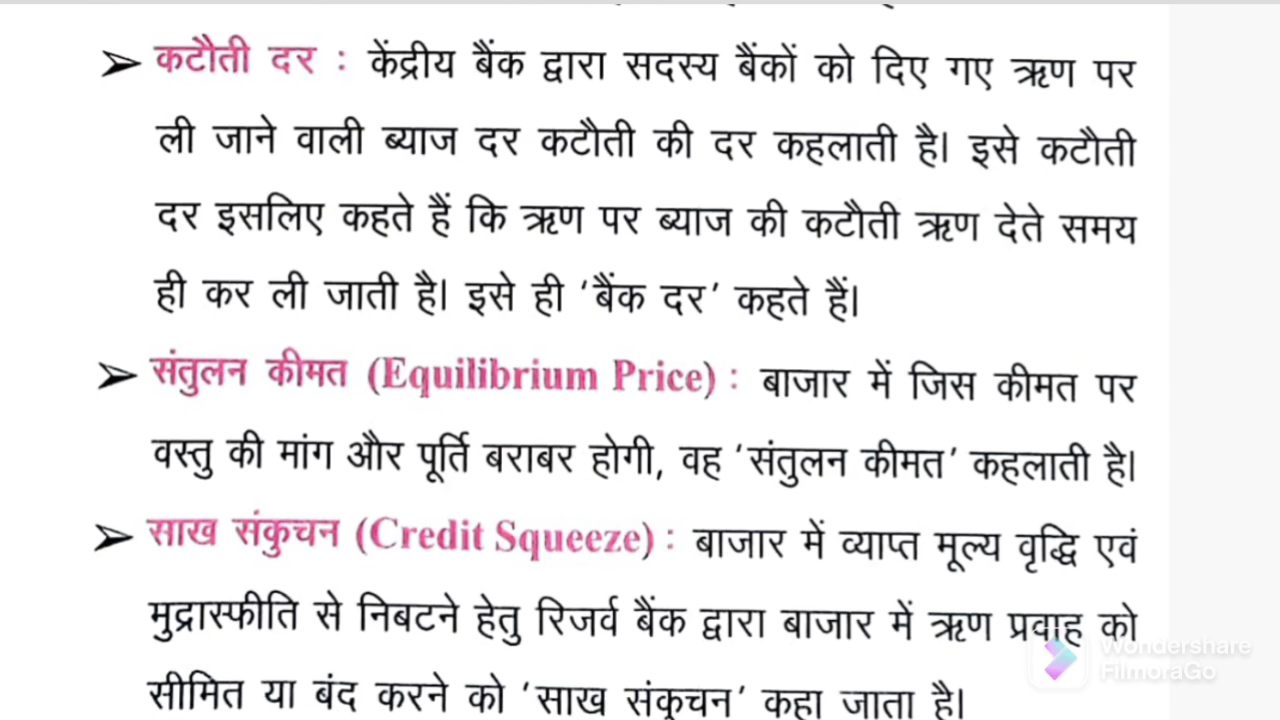 ➢ कटौती दर : केंद्रीय बैंक द्वारा सदस्य बैंकों को दिए गए ऋण पर
ली जाने वाली ब्याज दर कटौती की दर कहलाती है। इसे कटौती
दर इसलिए कहते हैं कि ऋण पर ब्याज की कटौती ऋण देते समय
ही कर ली जाती है। इसे ही ‘बैंक दर’ कहते हैं।
➢ संतुलन कीमत (Equilibrium Price) : बाजार में जिस कीमत पर
वस्तु की मांग और पूर्ति बराबर होगी, वह ‘संतुलन कीमत’ कहलाती है।
➢ साख संकुचन (Credit Squeeze) : बाजार में व्याप्त मूल्य वृद्धि एवं
मुद्रास्फीति से निबटने हेतु रिजर्व बैंक द्वारा बाजार में ऋण प्रवाह को
सीमित या बंद करने को ‘साख संकुचन’ कहा जाता है।
Wondershare
FilmoraGo